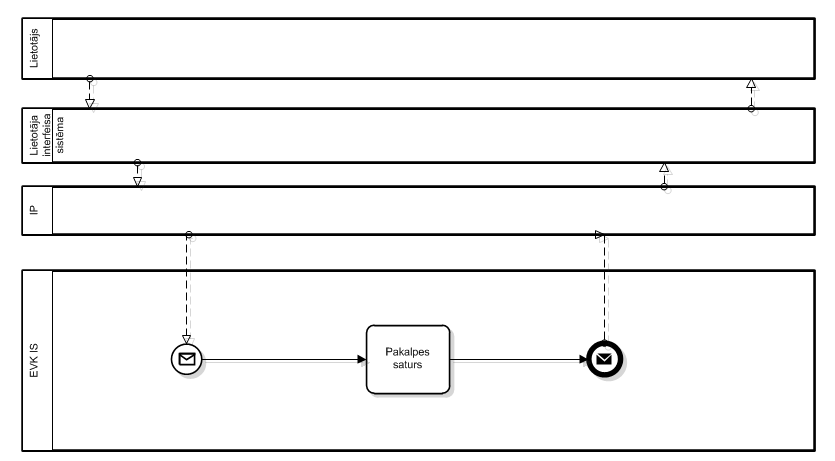 Lietotājs
Lietotāja
interfeisa
sistēma
IP
EVK IS
Pakalpes
saturs